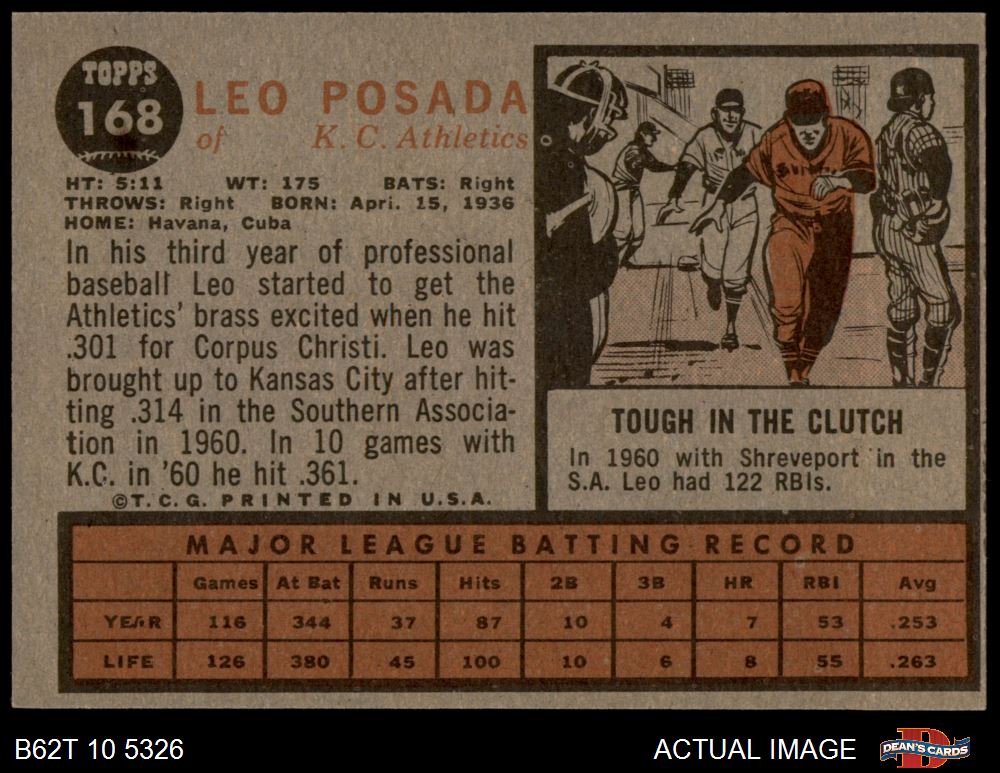 TOPPS
168
LEO POSADA
of K. C. Athletics
HT: 5:11 WT: 175 BATS: Right
THROWS: Right BORN: Apri. 15, 1936
HOME: Havana, Cuba
In his third year of professional
baseball Leo started to get the
Athletics' brass excited when he hit
.301 for Corpus Christi. Leo was
brought up to Kansas City after hit-
ting .314 in the Southern Associa-
tion in 1960. In 10 games with
K.C. in '60 he hit .361.
©T. C. G. PRINTED IN U.S.A.
TOUGH IN THE CLUTCH
In 1960 with Shreveport in the
S.A. Leo had 122 RBIs.
MAJOR LEAGUE BATTING RECORD
Games At Bat Runs Hits 2B 3B HR RBI Avg
YEAR 116 344 37 87 10 4 7 53 .253
LIFE 126 380 45 100 10 6 8 55 .263
B62T 10 5326
ACTUAL IMAGE
DEAN'S CARDS